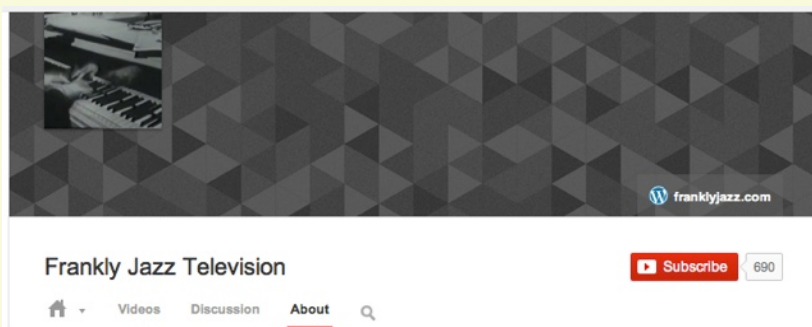 franklyjazz.com
Frankly Jazz Television
Subscribe 690
Videos Discussion About